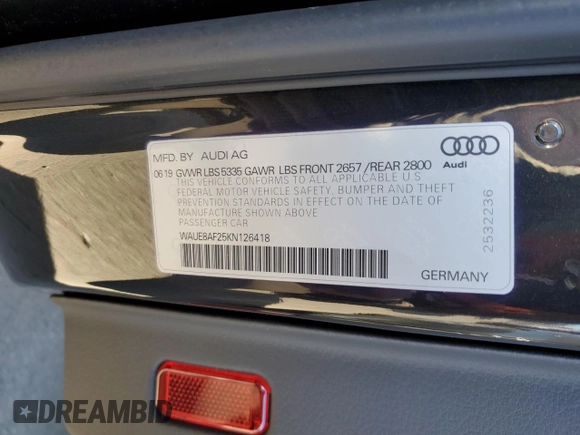 MFD. BY AUDI AG
06 19 GVWR LBS 5335 GAWR LBS FRONT 2657 /REAR 2800
THIS VEHICLE CONFORMS TO ALL APPLICABLE U.S
FEDERAL MOTOR VEHICLE SAFETY, BUMPER AND THEFT
PREVENTION STANDARDS IN EFFECT ON THE DATE OF
MANUFACTURE SHOWN ABOVE
PASSENGER CAR
WAUE8AF25KN126418
Audi
2532236
GERMANY
DREAMBID